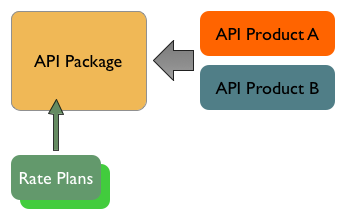 API Package
API Product A
API Product B
Rate Plans